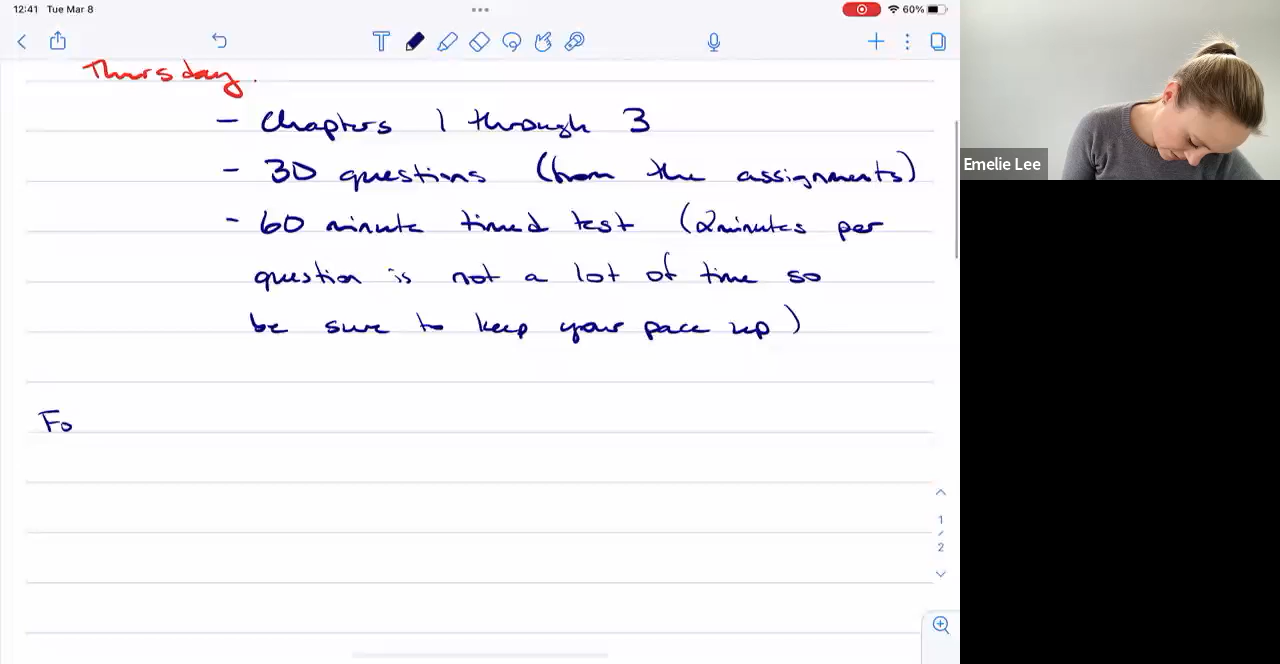 12:41 Tue Mar 8
60%
Thursday.
- Chapters 1 through 3
- 30 questions (from the assignments)
- 60 minute timed test (2 minutes per
question is not a lot of time so
be sure to keep your pace up)
Fo
1
/
2
Emelie Lee